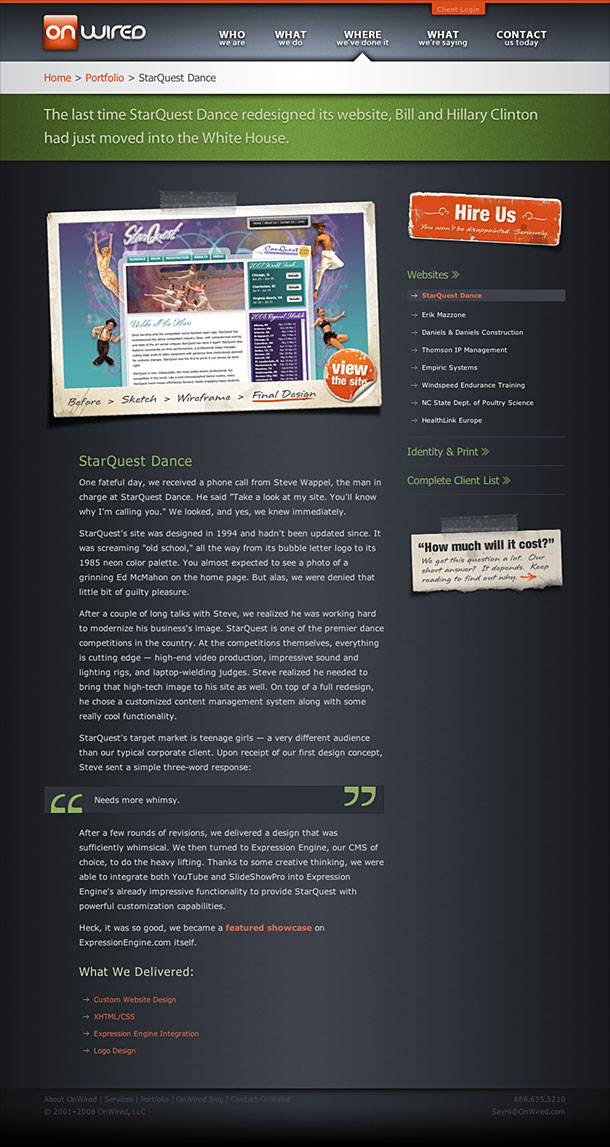 Client Login
on wired
WHO
we are
WHAT
we do
WHERE
we've done it
WHAT
we're saying
CONTACT
us today
Home > Portfolio > StarQuest Dance
The last time StarQuest Dance redesigned its website, Bill and Hillary Clinton
had just moved into the White House.
StarQuest
view
the site
Before > Sketch > Wireframe > Final Design
Hire Us
You won't be disappointed. Seriously.
Websites
StarQuest Dance
Erik Mazzone
Daniels & Daniels Construction
Thomson IP Management
Empiric Systems
Windspeed Endurance Training
NC State Dept. of Poultry Science
HealthLink Europe
Identity & Print
Complete Client List
"How much will it cost?"
We get this question a lot. Our
short answer? It depends. Keep
reading to find out why.
StarQuest Dance
One fateful day, we received a phone call from Steve Wappel, the man in
charge at StarQuest Dance. He said "Take a look at my site. You'll know
why I'm calling you." We looked, and yes, we knew immediately.
StarQuest's site was designed in 1994 and hadn't been updated since. It
was screaming "old school," all the way from its bubble letter logo to its
1985 neon color palette. You almost expected to see a photo of a
grinning Ed McMahon on the home page. But alas, we were denied that
little bit of guilty pleasure.
After a couple of long talks with Steve, we realized he was working hard
to modernize his business's image. StarQuest is one of the premier dance
competitions in the country. At the competitions themselves, everything
is cutting edge — high-end video production, impressive sound and
lighting rigs, and laptop-wielding judges. Steve realized he needed to
bring that high-tech image to his site as well. On top of a full redesign,
he chose a customized content management system along with some
really cool functionality.
StarQuest's target market is teenage girls — a very different audience
than our typical corporate client. Upon receipt of our first design concept,
Steve sent a simple three-word response:
“ Needs more whimsy. ”
After a few rounds of revisions, we delivered a design that was
sufficiently whimsical. We then turned to Expression Engine, our CMS of
choice, to do the heavy lifting. Thanks to some creative thinking, we were
able to integrate both YouTube and SlideShowPro into Expression
Engine's already impressive functionality to provide StarQuest with
powerful customization capabilities.
Heck, it was so good, we became a featured showcase on
ExpressionEngine.com itself.
What We Delivered:
Custom Website Design
XHTML/CSS
Expression Engine Integration
Logo Design
About OnWired | Services | Portfolio | OnWired Blog | Contact OnWired
888.635.5210
© 2001-2008 OnWired, LLC
SayHi@OnWired.com